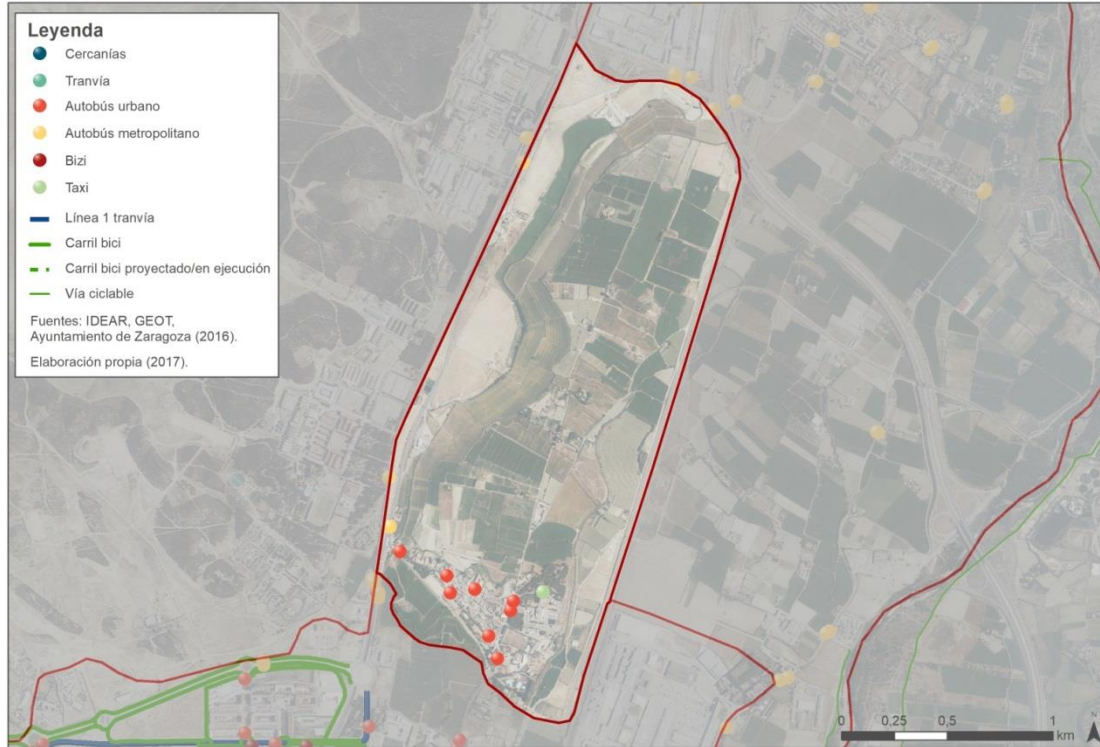 Leyenda
Cercanías
Tranvía
Autobús urbano
Autobús metropolitano
Bizi
Taxi
Línea 1 tranvía
Carril bici
Carril bici proyectado/en ejecución
Vía ciclable
Fuentes: IDEAR, GEOT,
Ayuntamiento de Zaragoza (2016).
Elaboración propia (2017).
0 0,25 0,5 1
km
N